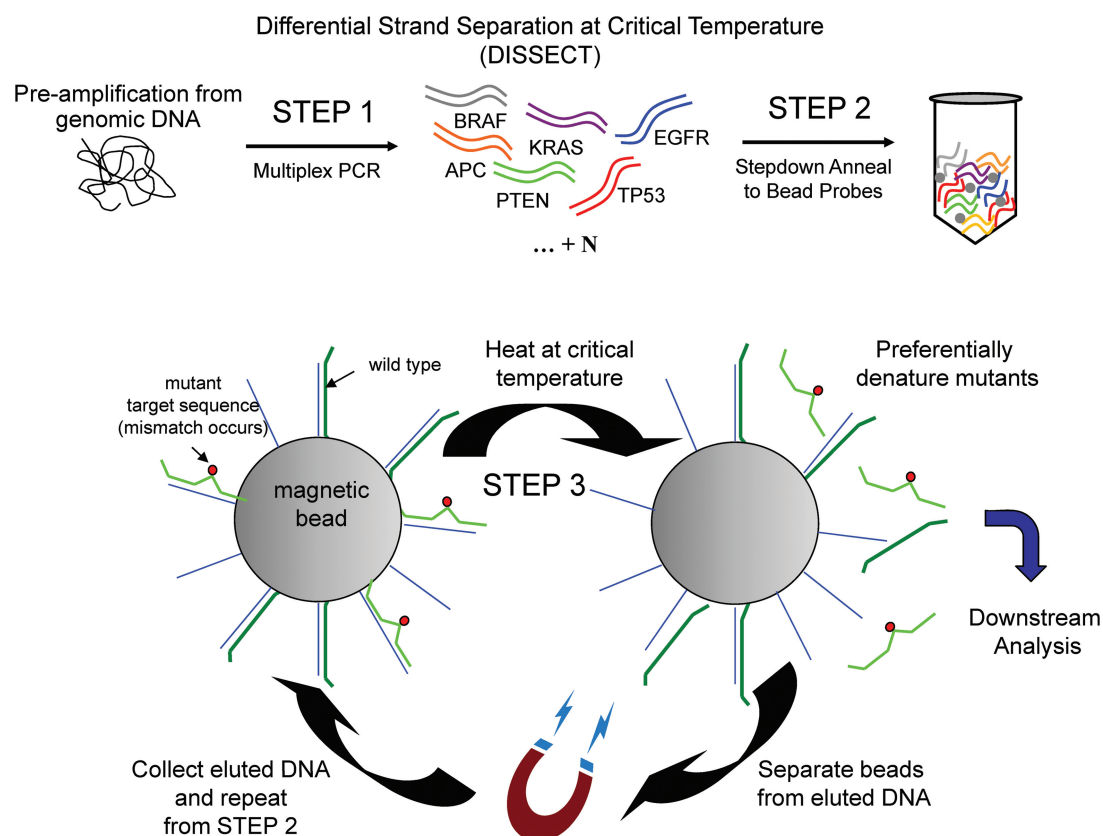 Differential Strand Separation at Critical Temperature
(DISSECT)
Pre-amplification from
genomic DNA
STEP 1
Multiplex PCR
BRAF
KRAS
EGFR
APC
PTEN
TP53
... + N
STEP 2
Stepdown Anneal
to Bead Probes
mutant
target sequence
(mismatch occurs)
wild type
magnetic
bead
Heat at critical
temperature
STEP 3
Preferentially
denature mutants
Downstream
Analysis
Separate beads
from eluted DNA
Collect eluted DNA
and repeat
from STEP 2